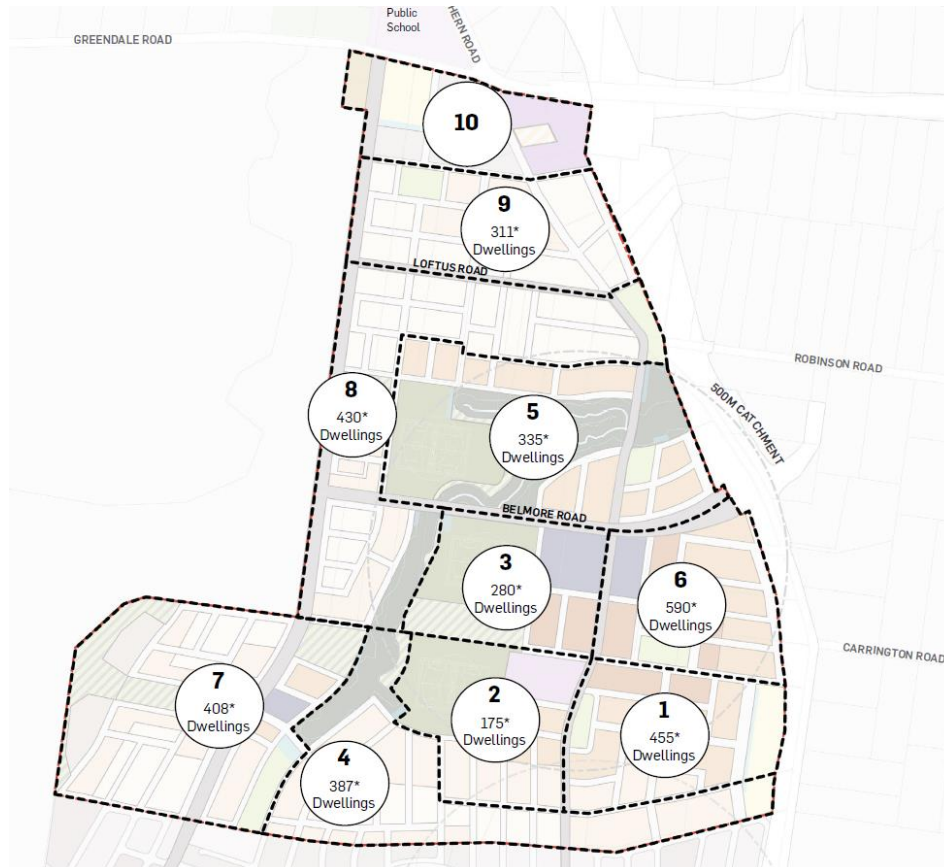 Public
School
HERN ROAD
GREENDALE ROAD
10
9
311*
Dwellings
LOFTUS ROAD
ROBINSON ROAD
8
430*
Dwellings
5
335*
Dwellings
500M CATCHMENT
BELMORE ROAD
3
280*
Dwellings
6
590*
Dwellings
CARRINGTON ROAD
7
408*
Dwellings
2
175*
Dwellings
1
455*
Dwellings
4
387*
Dwellings